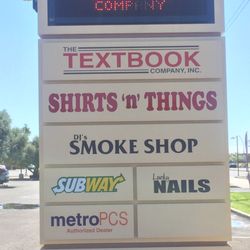 COMPANY
THE
TEXTBOOK
COMPANY, INC.
SHIRTS 'n' THINGS
DJ's
SMOKE SHOP
SUBWAY
Lucky
NAILS
metroPCS
Authorized Dealer